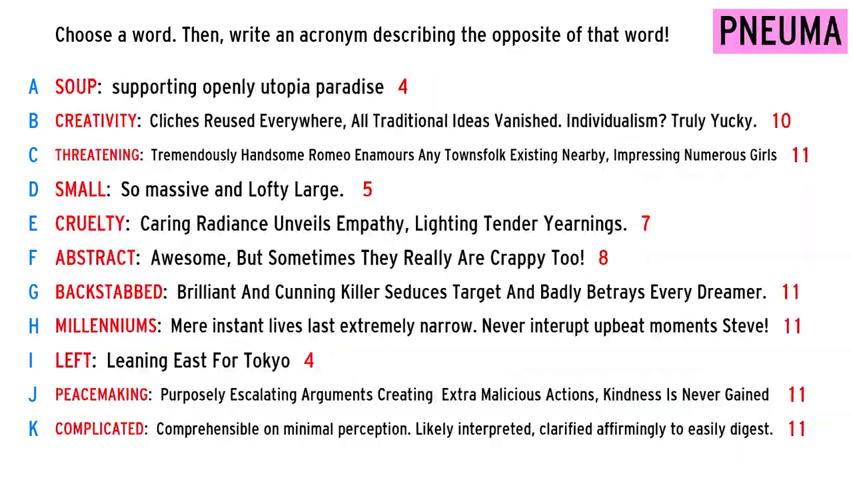 Choose a word. Then, write an acronym describing the opposite of that word!
PNEUMA
A SOUP: supporting openly utopia paradise 4
B CREATIVITY: Cliches Reused Everywhere, All Traditional Ideas Vanished. Individualism? Truly Yucky. 10
C THREATENING: Tremendously Handsome Romeo Enamours Any Townsfolk Existing Nearby, Impressing Numerous Girls 11
D SMALL: So massive and Lofty Large. 5
E CRUELTY: Caring Radiance Unveils Empathy, Lighting Tender Yearnings. 7
F ABSTRACT: Awesome, But Sometimes They Really Are Crappy Too! 8
G BACKSTABBED: Brilliant And Cunning Killer Seduces Target And Badly Betrays Every Dreamer. 11
H MILLENNIUMS: Mere instant lives last extremely narrow. Never interupt upbeat moments Steve! 11
I LEFT: Leaning East For Tokyo 4
J PEACEMAKING: Purposely Escalating Arguments Creating Extra Malicious Actions, Kindness Is Never Gained 11
K COMPLICATED: Comprehensible on minimal perception. Likely interpreted, clarified affirmingly to easily digest. 11